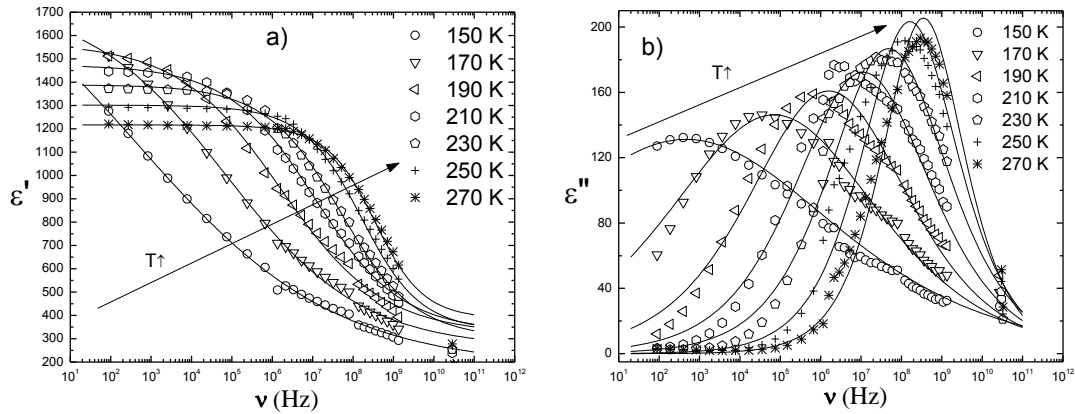 a)
1700
1600
1500
1400
1300
1200
1100
1000
900
800
700
600
500
400
300
200
ε'
T↑
150 K
170 K
190 K
210 K
230 K
250 K
270 K
10¹ 10² 10³ 10⁴ 10⁵ 10⁶ 10⁷ 10⁸ 10⁹ 10¹⁰ 10¹¹ 10¹²
ν (Hz)
b)
200
160
120
80
40
0
ε''
T↑
150 K
170 K
190 K
210 K
230 K
250 K
270 K
10¹ 10² 10³ 10⁴ 10⁵ 10⁶ 10⁷ 10⁸ 10⁹ 10¹⁰ 10¹¹ 10¹²
ν (Hz)